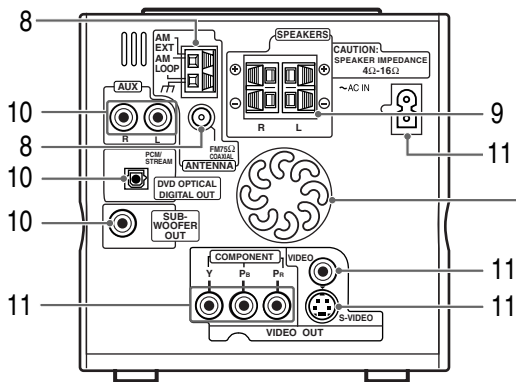 8
AM
EXT
AM
LOOP
SPEAKERS
CAUTION:
SPEAKER IMPEDANCE
4Ω-16Ω
∼AC IN
AUX
10
R L
R L
9
8
FM75Ω
COAXIAL
ANTENNA
11
PCM/
STREAM
10
DVD OPTICAL
DIGITAL OUT
10
SUB-
WOOFER
OUT
COMPONENT
VIDEO
Y PB PR
11
11
11
S-VIDEO
VIDEO OUT